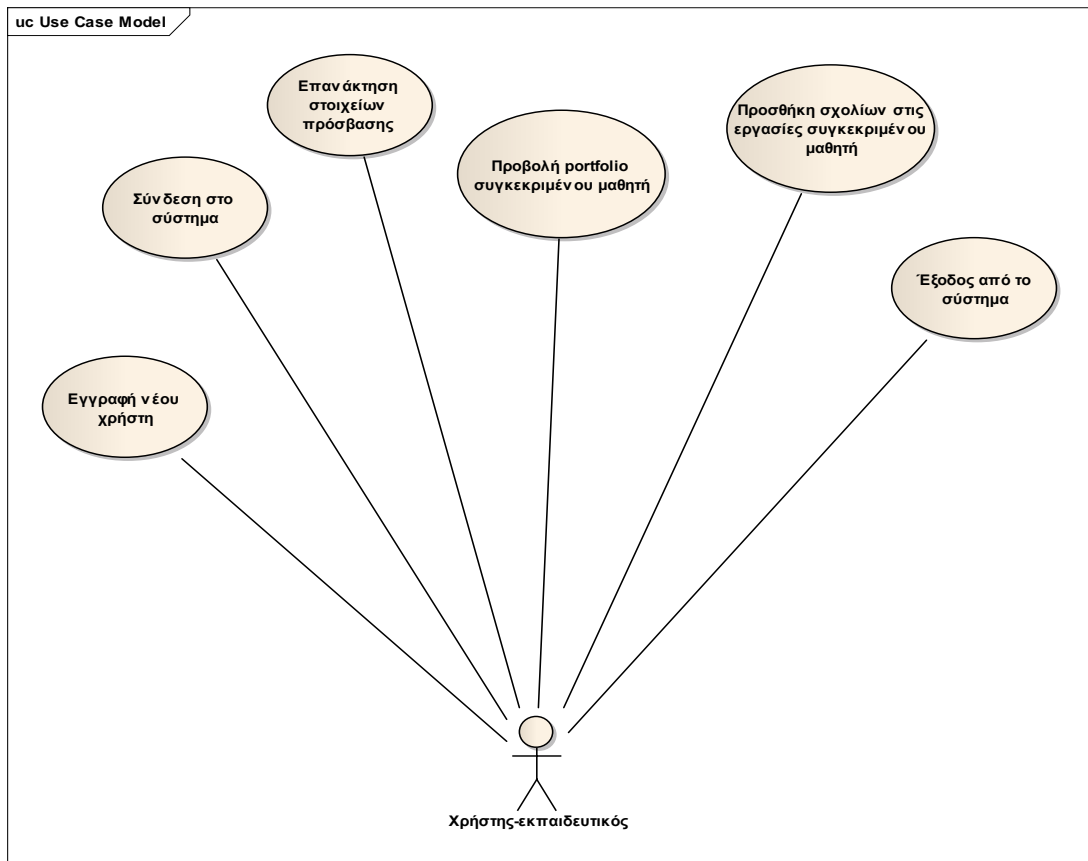 uc Use Case Model
Επανάκτηση
στοιχείων
πρόσβασης
Προσθήκη σχολίων στις
εργασίες συγκεκριμένου
μαθητή
Προβολή portfolio
συγκεκριμένου μαθητή
Σύνδεση στο
σύστημα
Έξοδος από το
σύστημα
Εγγραφή νέου
χρήστη
Χρήστης-εκπαιδευτικός